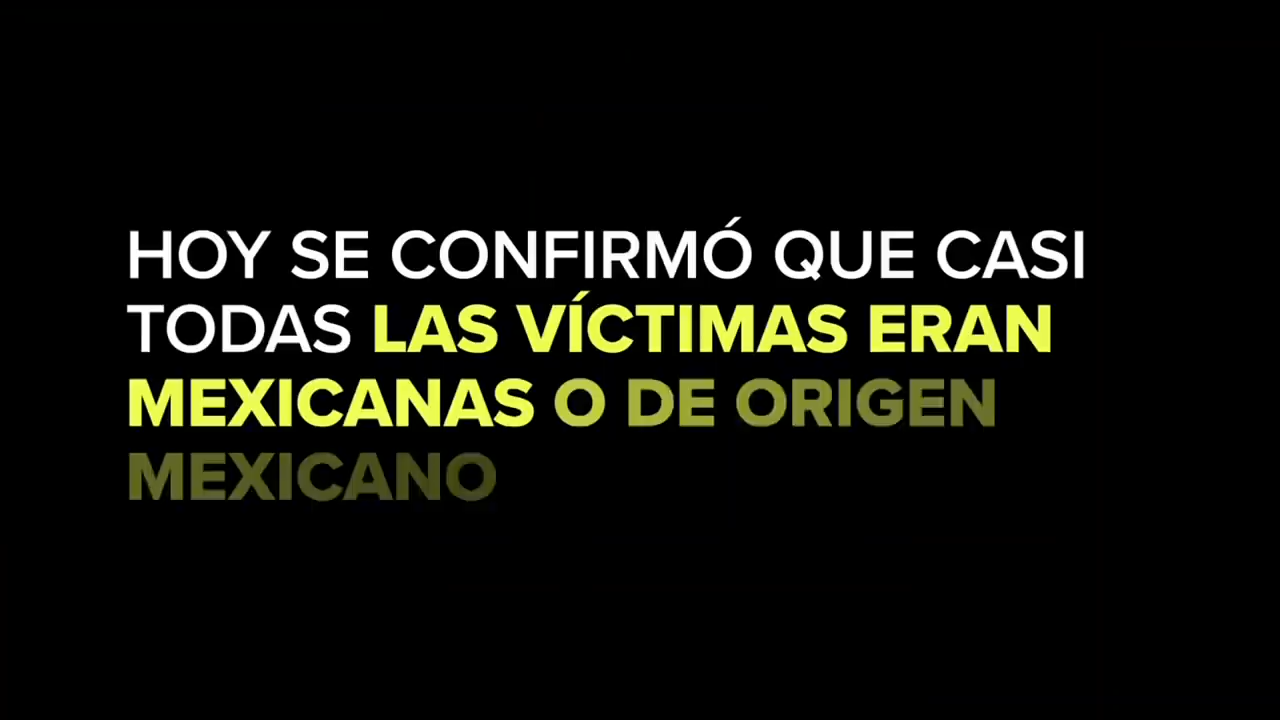 HOY SE CONFIRMÓ QUE CASI
TODAS LAS VÍCTIMAS ERAN
MEXICANAS O DE ORIGEN
MEXICANO